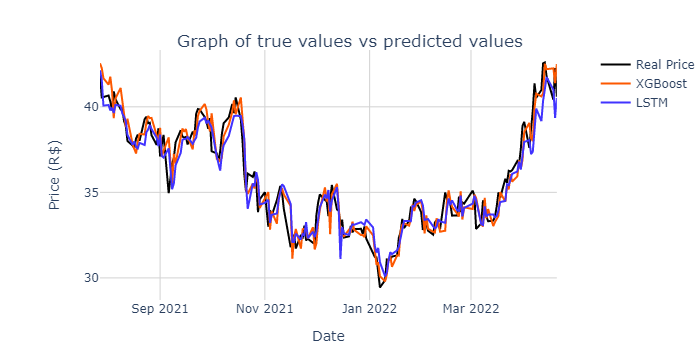 Graph of true values vs predicted values
Real Price
XGBoost
LSTM
Price (R$)
40
35
30
Sep 2021
Nov 2021
Jan 2022
Mar 2022
Date